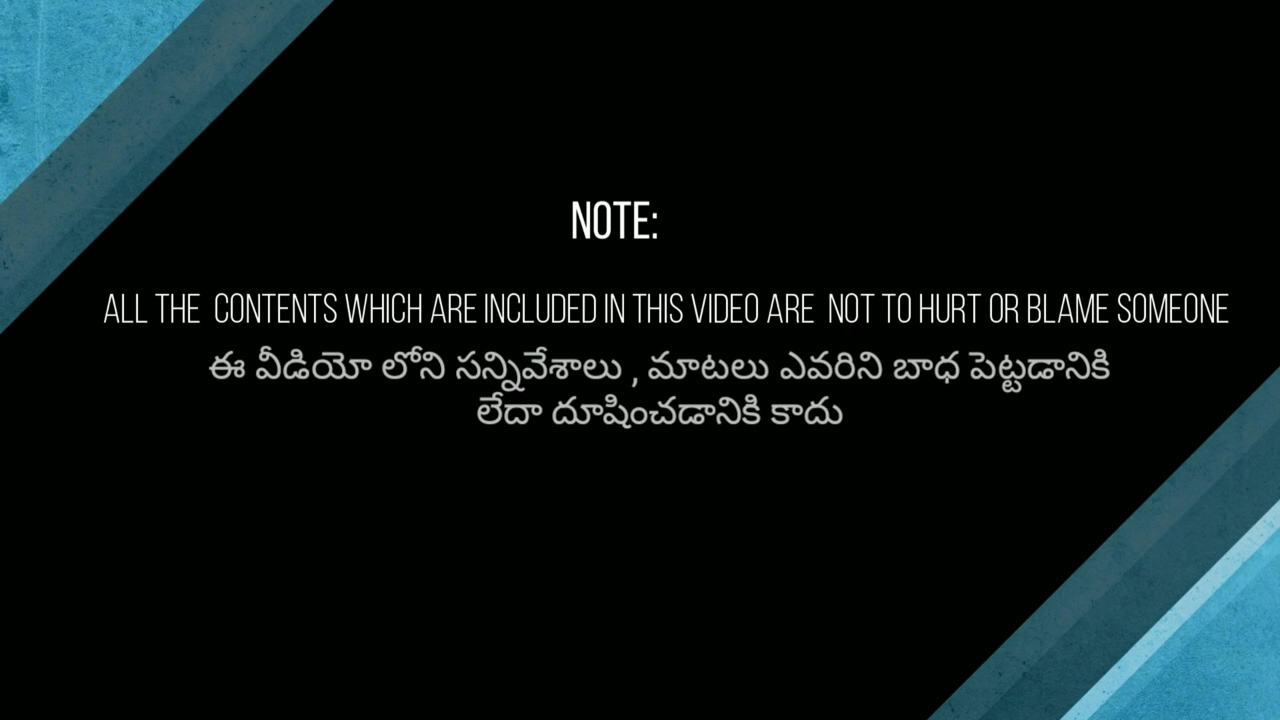 NOTE:
ALL THE CONTENTS WHICH ARE INCLUDED IN THIS VIDEO ARE NOT TO HURT OR BLAME SOMEONE
ఈ వీడియో లోని సన్నివేశాలు , మాటలు ఎవరిని బాధ పెట్టడానికి
లేదా దూషించడానికి కాదు